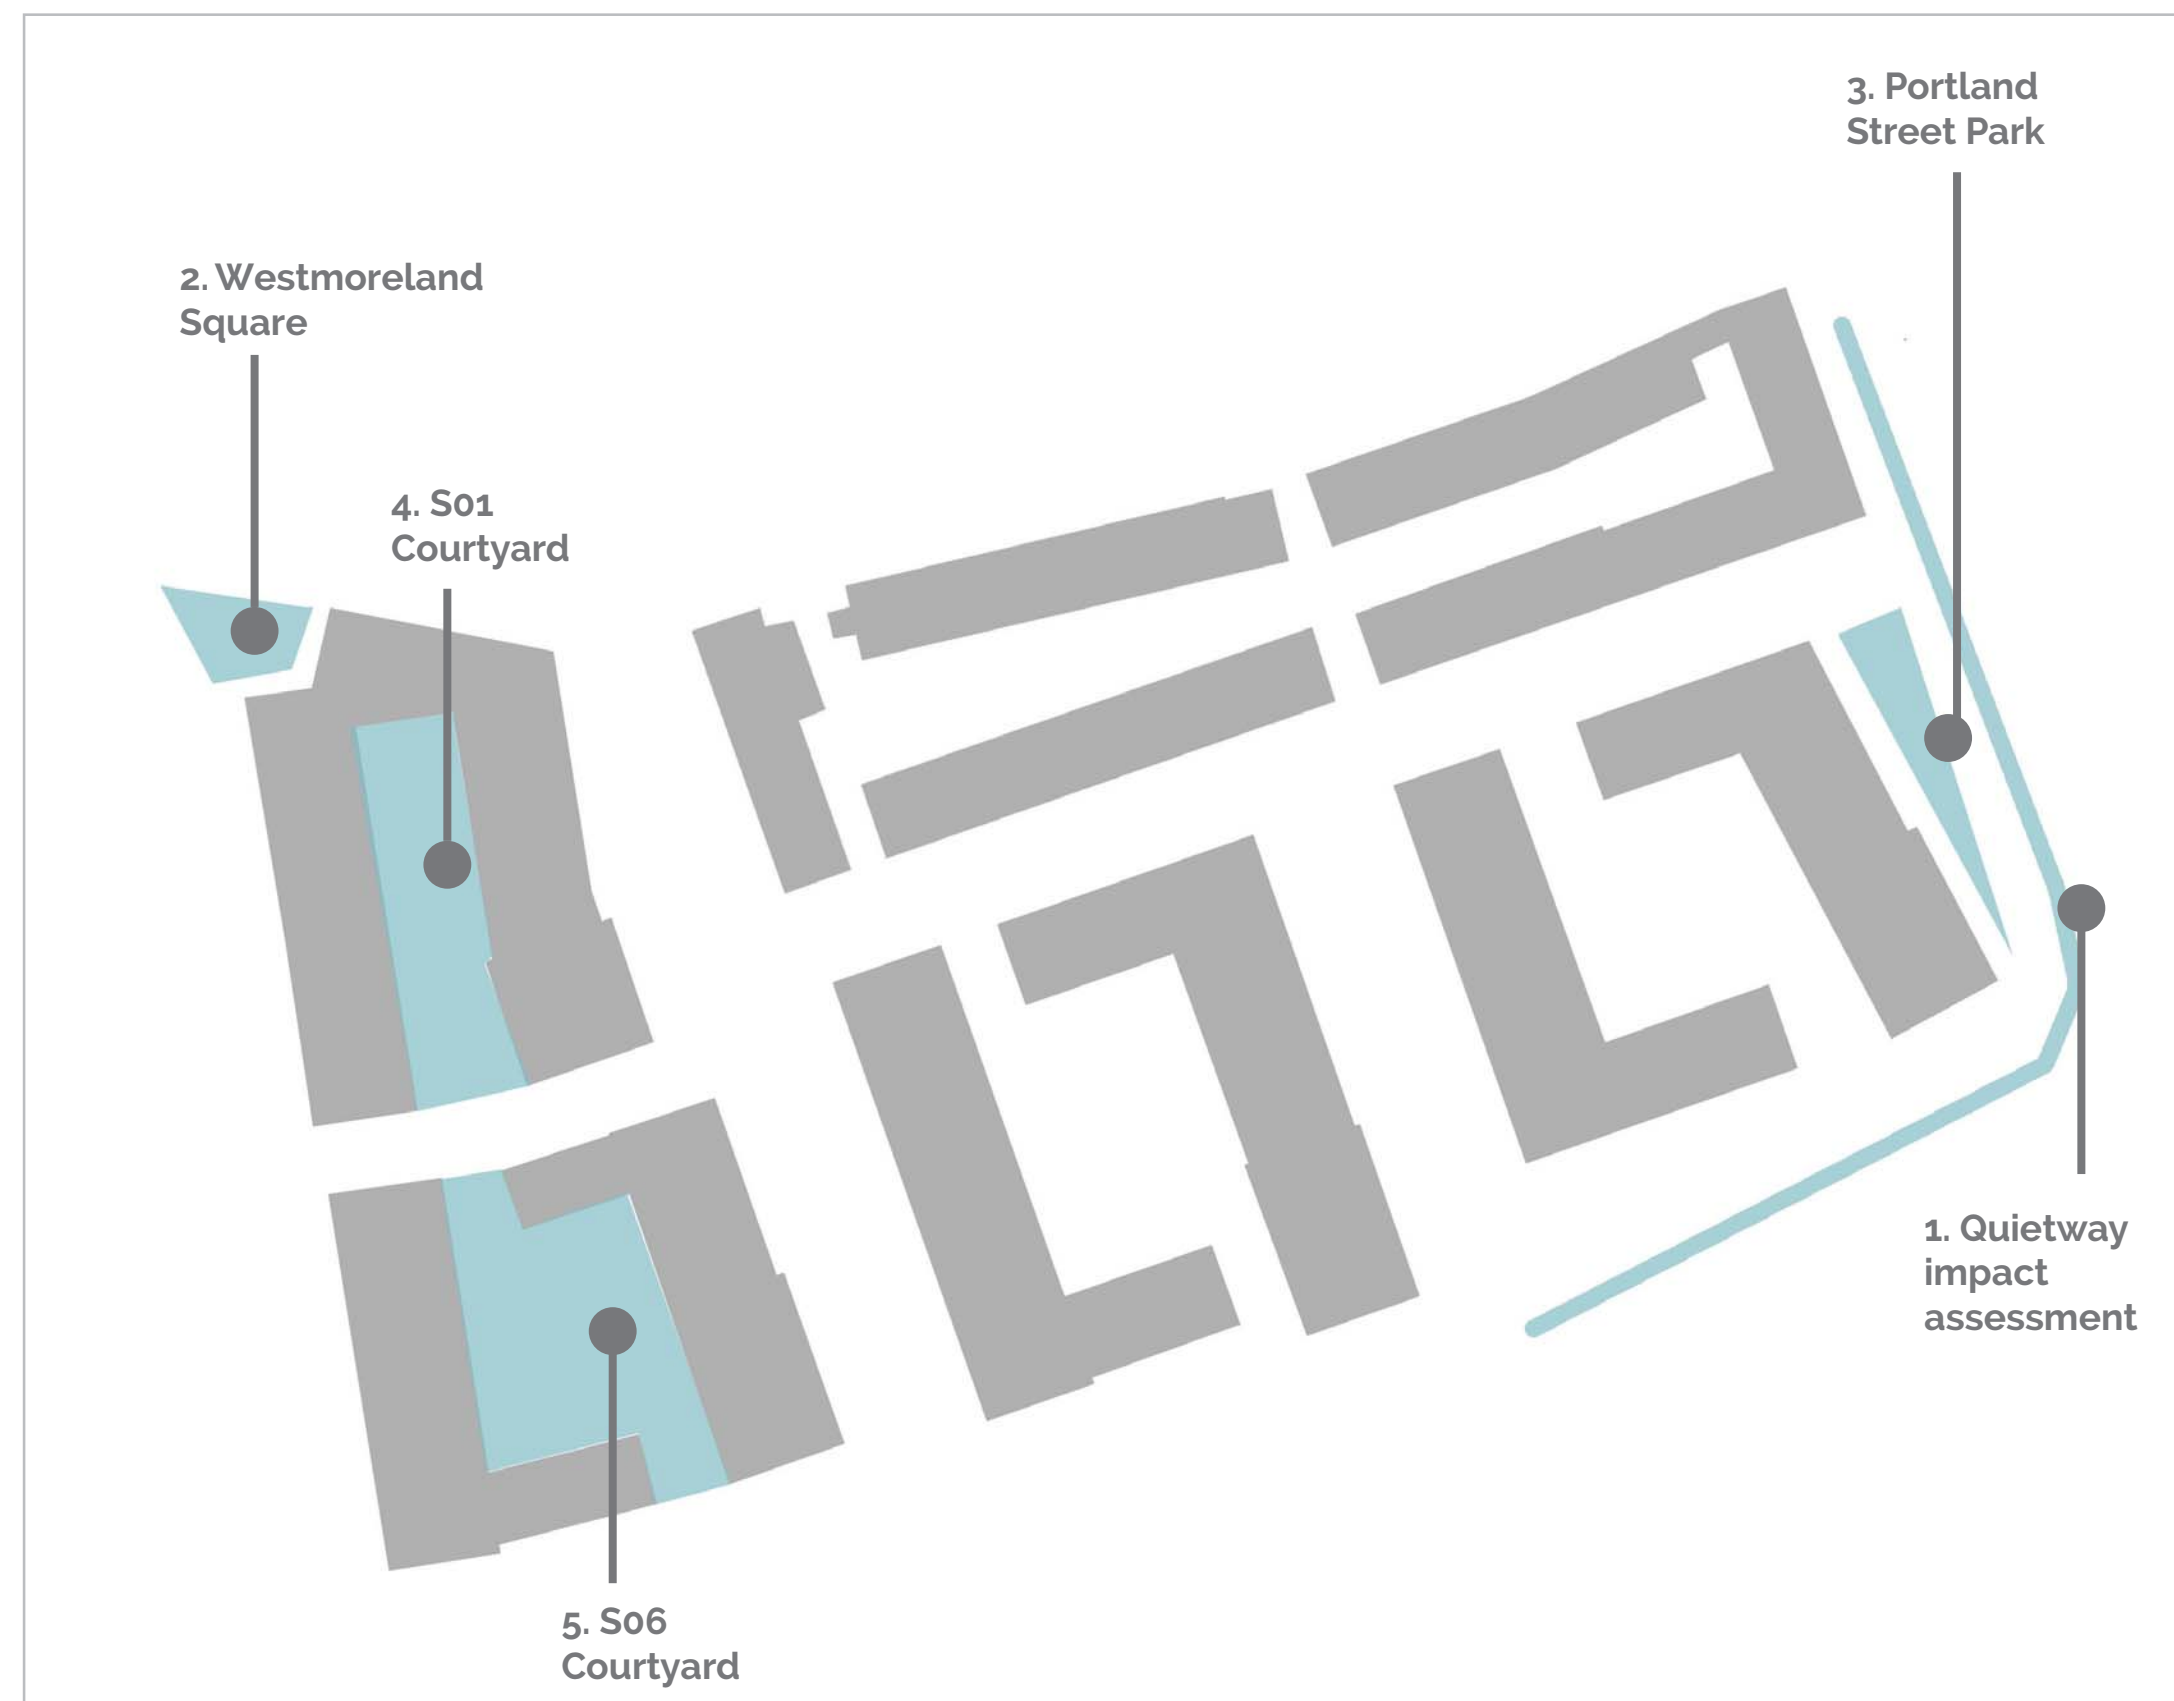 3. Portland
Street Park
2. Westmoreland
Square
4. S01
Courtyard
1. Quietway
impact
assessment
5. S06
Courtyard